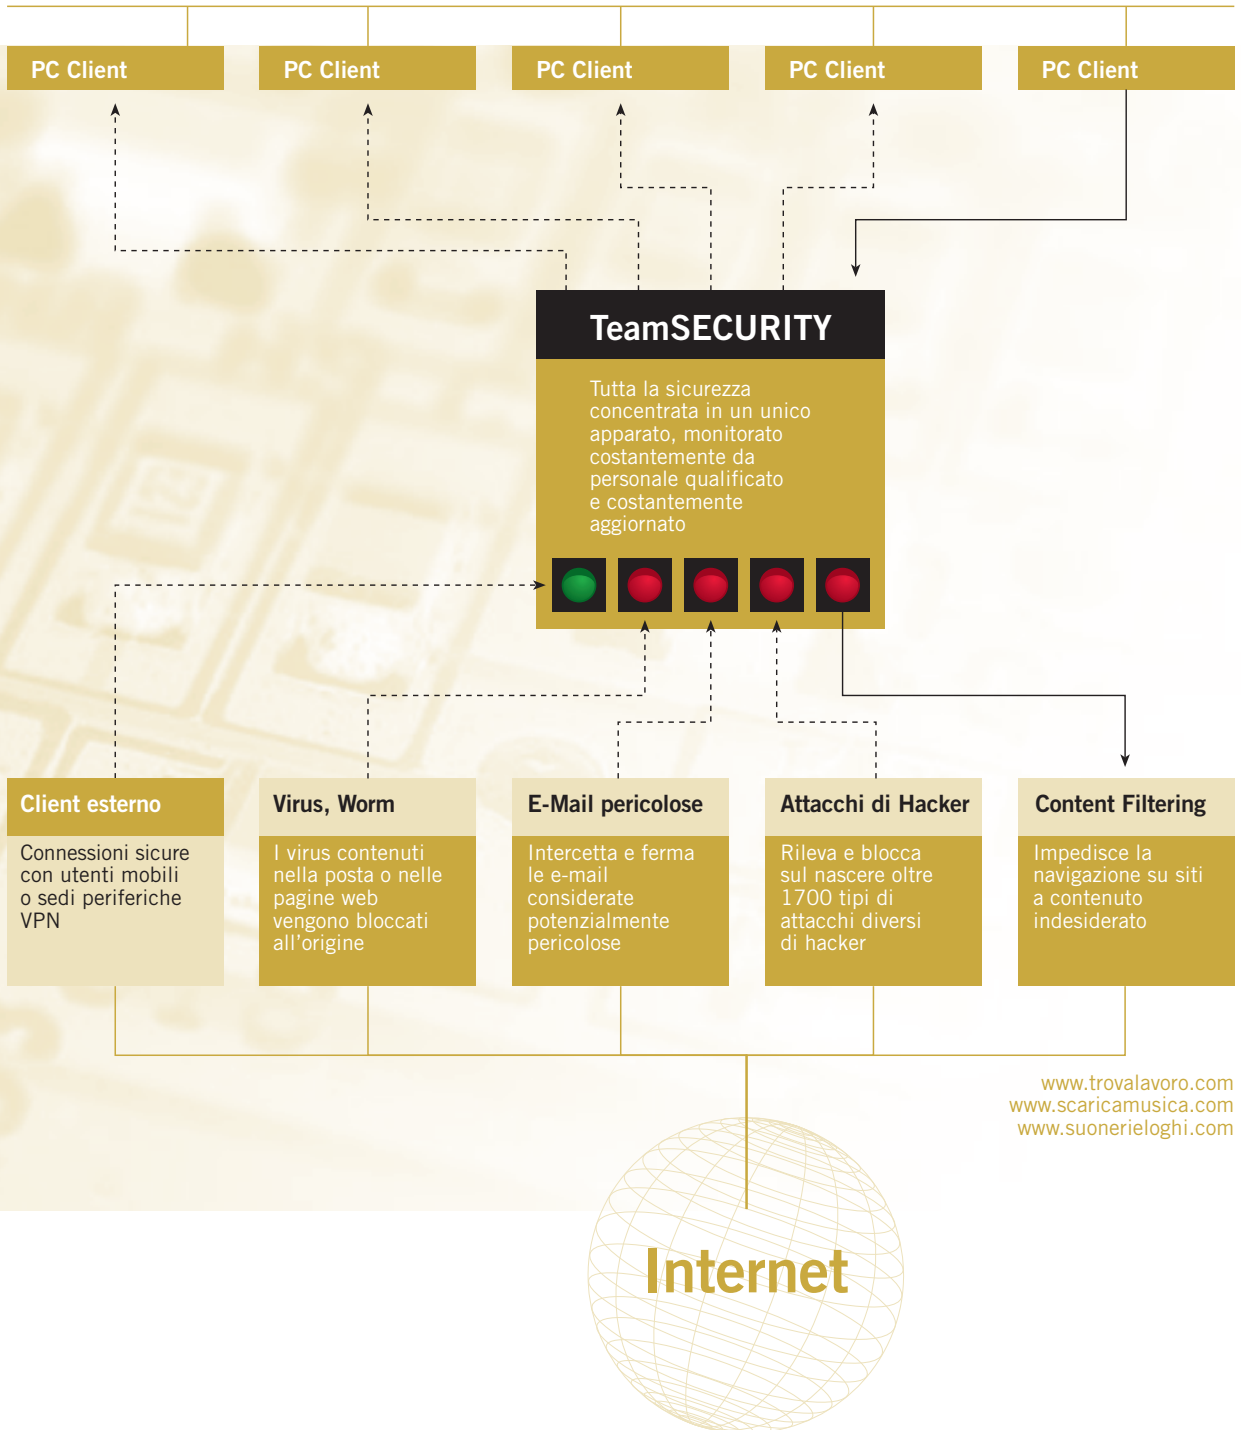 PC Client
PC Client
PC Client
PC Client
PC Client
TeamSECURITY
Tutta la sicurezza
concentrata in un unico
apparato, monitorato
costantemente da
personale qualificato
e costantemente
aggiornato
Client esterno
Connessioni sicure
con utenti mobili
o sedi periferiche
VPN
Virus, Worm
I virus contenuti
nella posta o nelle
pagine web
vengono bloccati
all'origine
E-Mail pericolose
Intercetta e ferma
le e-mail
considerate
potenzialmente
pericolose
Attacchi di Hacker
Rileva e blocca
sul nascere oltre
1700 tipi di
attacchi diversi
di hacker
Content Filtering
Impedisce la
navigazione su siti
a contenuto
indesiderato
www.trovalavoro.com
www.scaricamusica.com
www.suonerieloghi.com
Internet